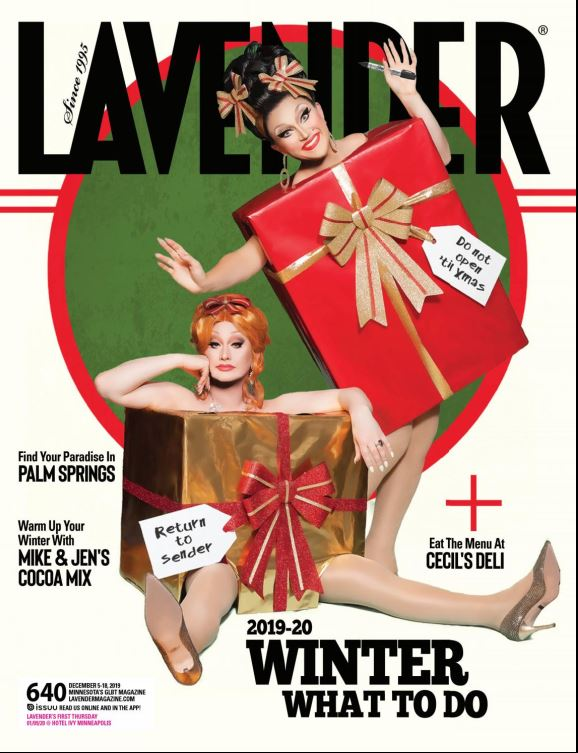 LAVENDER®
Since 1995
Do not
open
'til Xmas
Find Your Paradise In
PALM SPRINGS
Warm Up Your
Winter With
MIKE & JEN'S
COCOA MIX
Return
to
sender
Eat The Menu At
CECIL'S DELI
2019-20
WINTER
WHAT TO DO
640
DECEMBER 5-18, 2019
MINNESOTA'S GLBT MAGAZINE
LAVENDERMAGAZINE.COM
issuu READ US ONLINE AND IN THE APP!
LAVENDER'S FIRST THURSDAY
@ HOTEL IVY MINNEAPOLIS